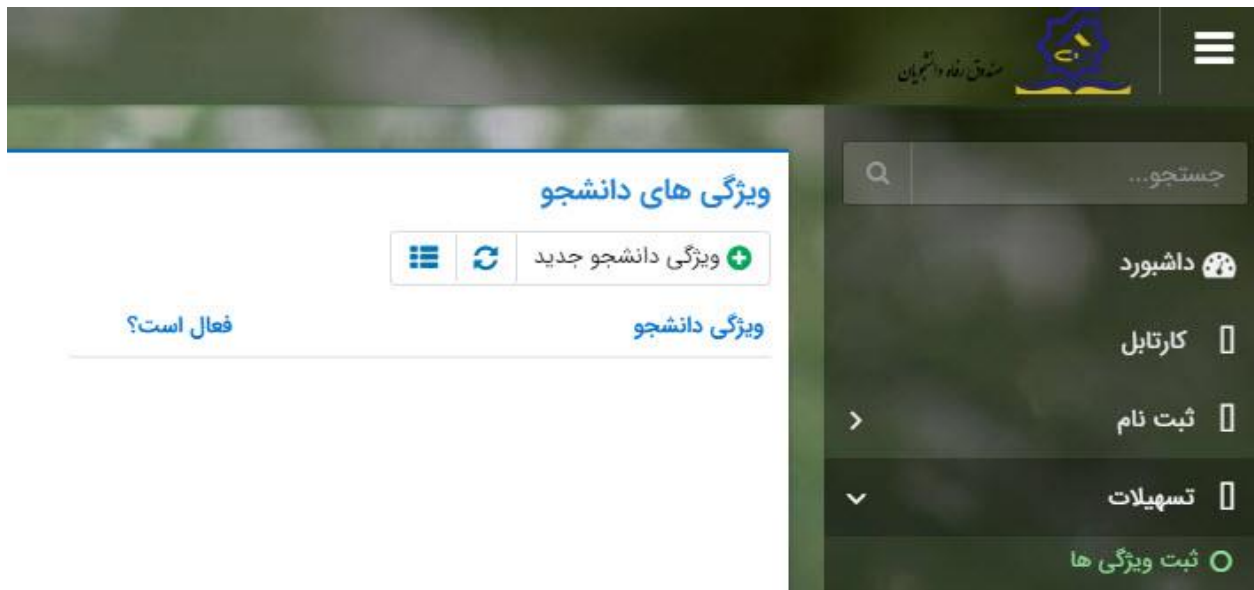 صندوق رفاه دانشجویان
جستجو...
داشبورد
کارتابل
ثبت نام
تسهیلات
ثبت ویژگی ها
ویژگی های دانشجو
ویژگی دانشجو جدید
ویژگی دانشجو
فعال است؟